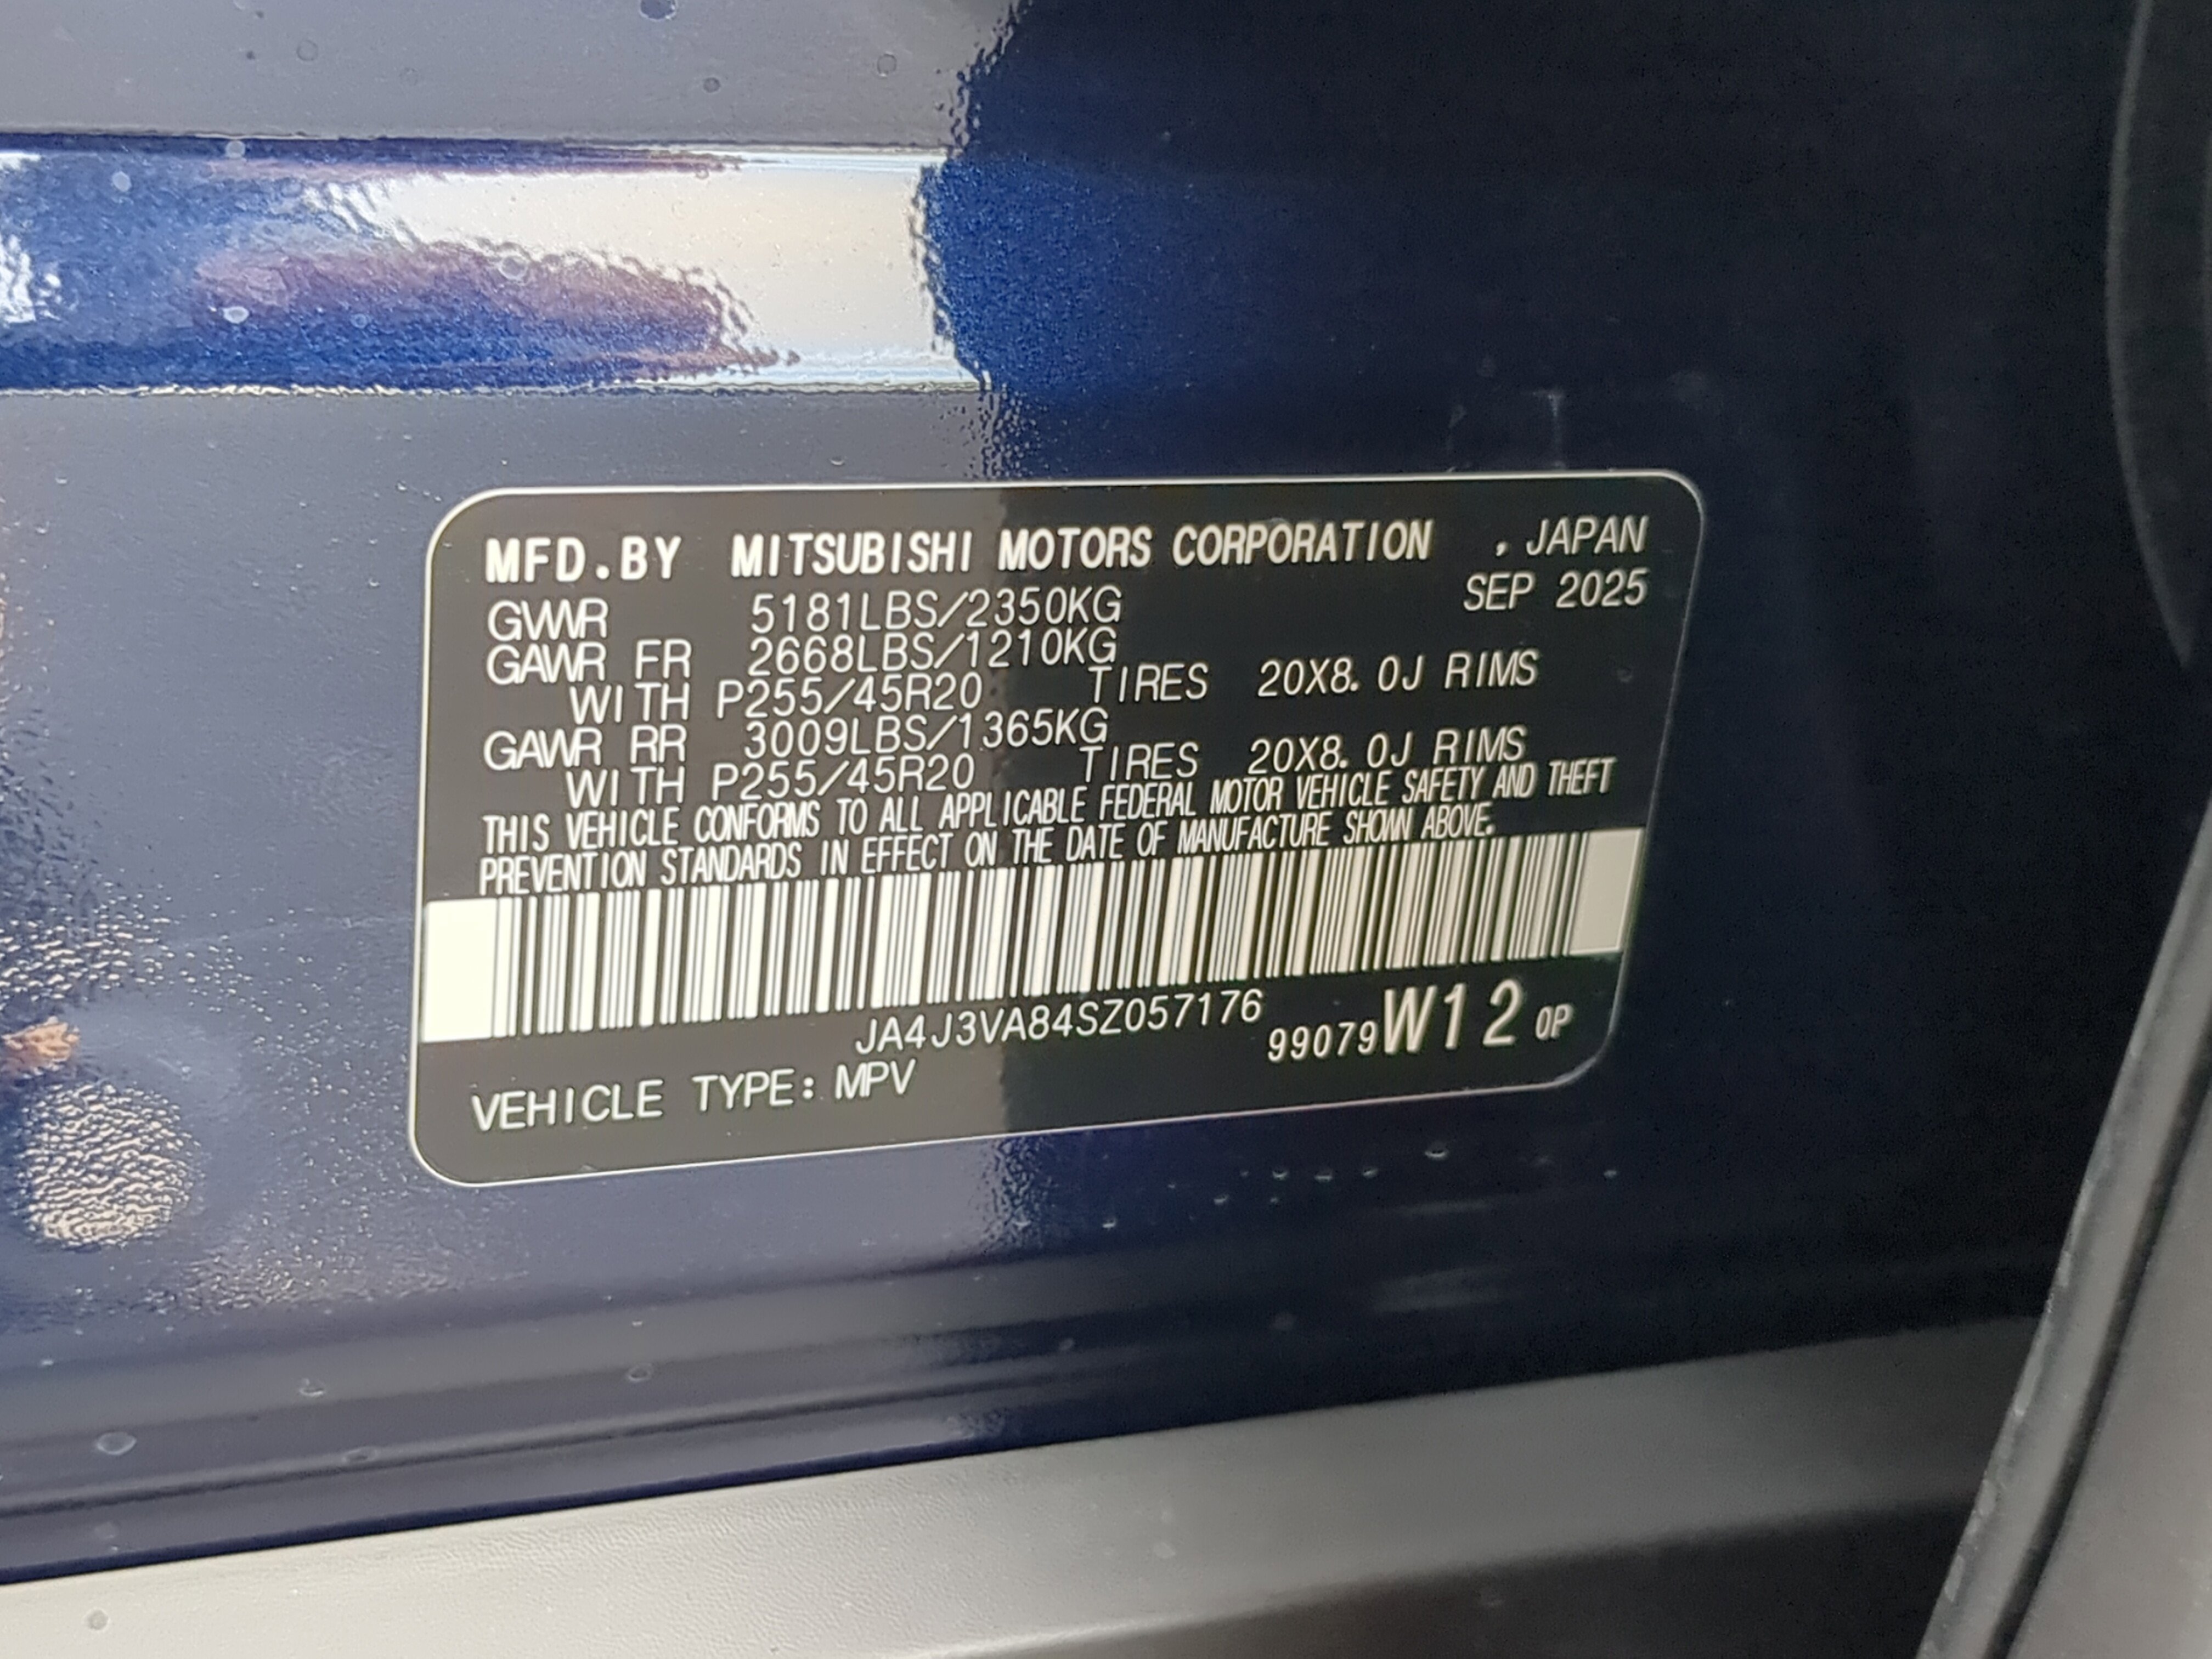 MFD.BY MITSUBISHI MOTORS CORPORATION , JAPAN
SEP 2025
GVWR 5181LBS/2350KG
GAWR FR 2668LBS/1210KG
WITH P255/45R20 TIRES 20X8.0J RIMS
GAWR RR 3009LBS/1365KG
WITH P255/45R20 TIRES 20X8.0J RIMS
THIS VEHICLE CONFORMS TO ALL APPLICABLE FEDERAL MOTOR VEHICLE SAFETY AND THEFT
PREVENTION STANDARDS IN EFFECT ON THE DATE OF MANUFACTURE SHOWN ABOVE.
JA4J3VA84SZ057176
99079W12 0P
VEHICLE TYPE: MPV